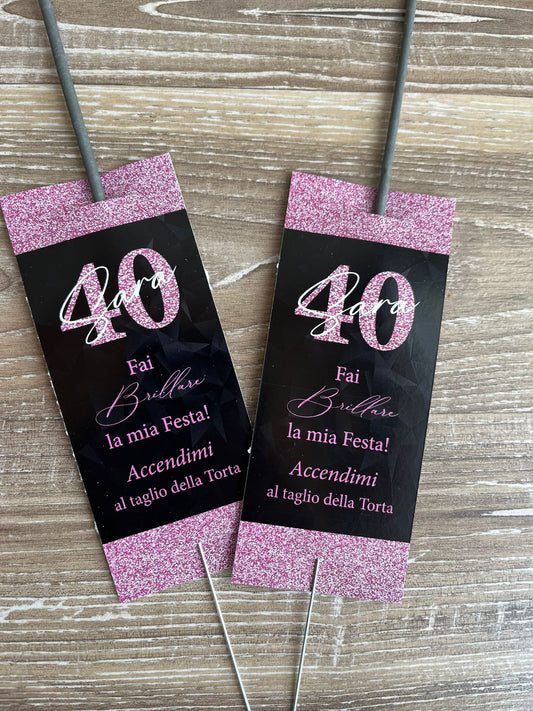 40
Sara
Fai
Brillare
la mia Festa!
Accendimi
al taglio della Torta
40
Sara
Fai
Brillare
la mia Festa!
Accendimi
al taglio della Torta